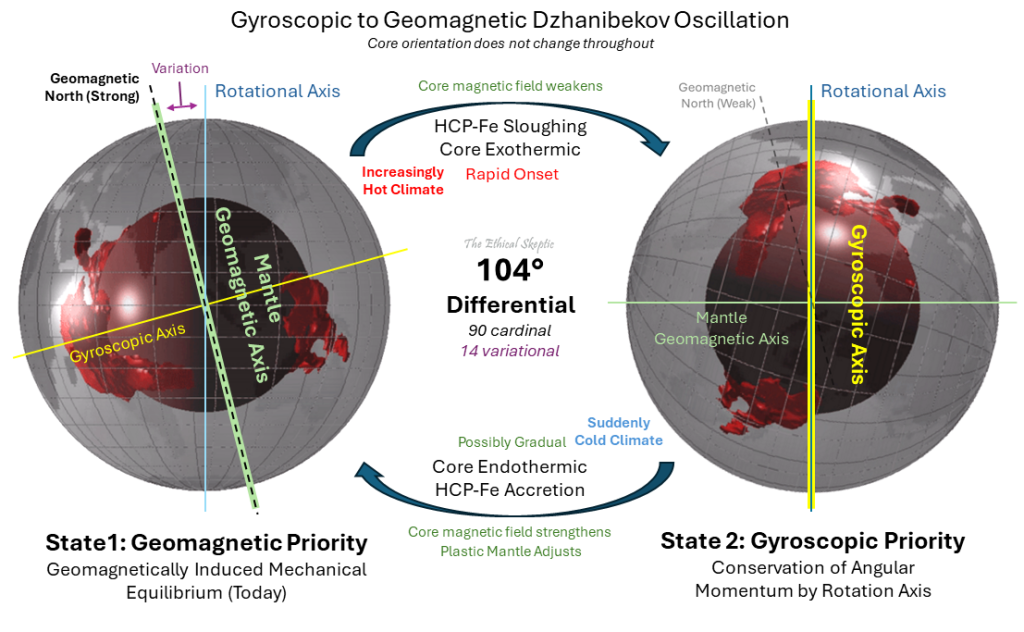 Gyroscopic to Geomagnetic Dzhanibekov Oscillation
Core orientation does not change throughout
Variation
Geomagnetic
North (Strong)
Rotational Axis
Core magnetic field weakens
HCP-Fe Sloughing
Core Exothermic
Increasingly
Hot Climate
Rapid Onset
Geomagnetic
North (Weak)
Rotational Axis
Mantle
Geomagnetic Axis
Gyroscopic Axis
The Ethical Skeptic
104°
Differential
90 cardinal
14 variational
Mantle
Geomagnetic Axis
Gyroscopic Axis
Suddenly
Cold Climate
Possibly Gradual
Core Endothermic
HCP-Fe Accretion
Core magnetic field strengthens
Plastic Mantle Adjusts
State1: Geomagnetic Priority
Geomagnetically Induced Mechanical
Equilibrium (Today)
State 2: Gyroscopic Priority
Conservation of Angular
Momentum by Rotation Axis